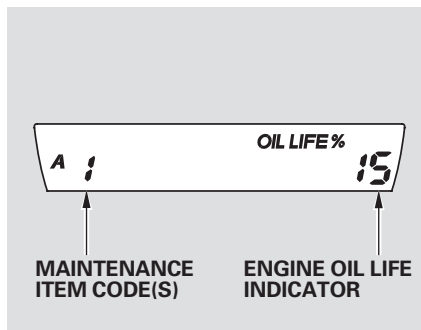 OIL LIFE %
A 1 15
MAINTENANCE ENGINE OIL LIFE
ITEM CODE(S) INDICATOR